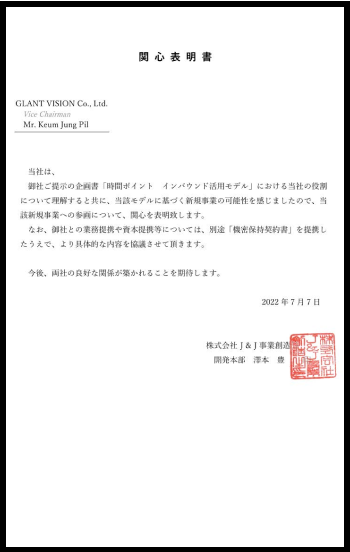 関心表明書
GLANT VISION Co., Ltd.
Vice Chairman
Mr. Keum Jung Pil
当社は、
御社ご提示の企画書「時間ポイント　インバウンド活用モデル」における当社の役割
について理解すると共に、当該モデルに基づく新規事業の可能性を感じましたので、当
該新規事業への参画について、関心を表明致します。
なお、御社との業務提携や資本提携等については、別途「機密保持契約書」を提携し
たうえで、より具体的な内容を協議させて頂きます。
今後、両社の良好な関係が築かれることを期待します。
2022 年 7 月 7 日
株式会社 J & J 事業創造
開発本部　澤本　豊